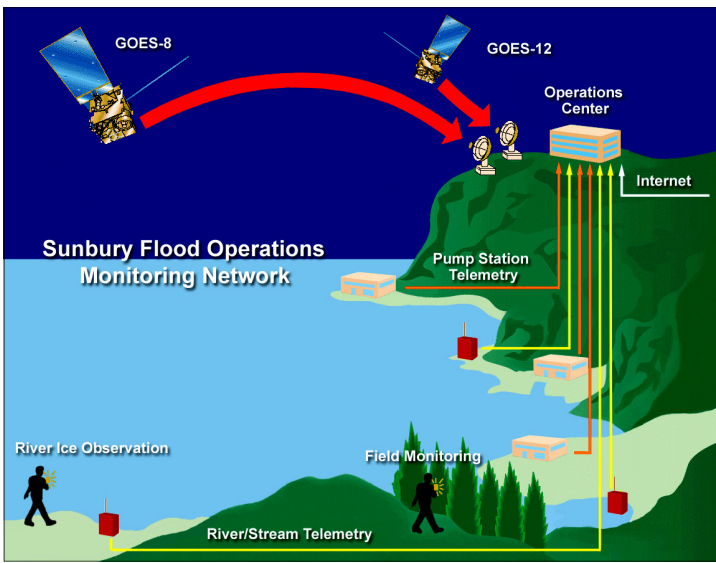 GOES-8
GOES-12
Operations
Center
Internet
Sunbury Flood Operations
Monitoring Network
Pump Station
Telemetry
River Ice Observation
Field Monitoring
River/Stream Telemetry